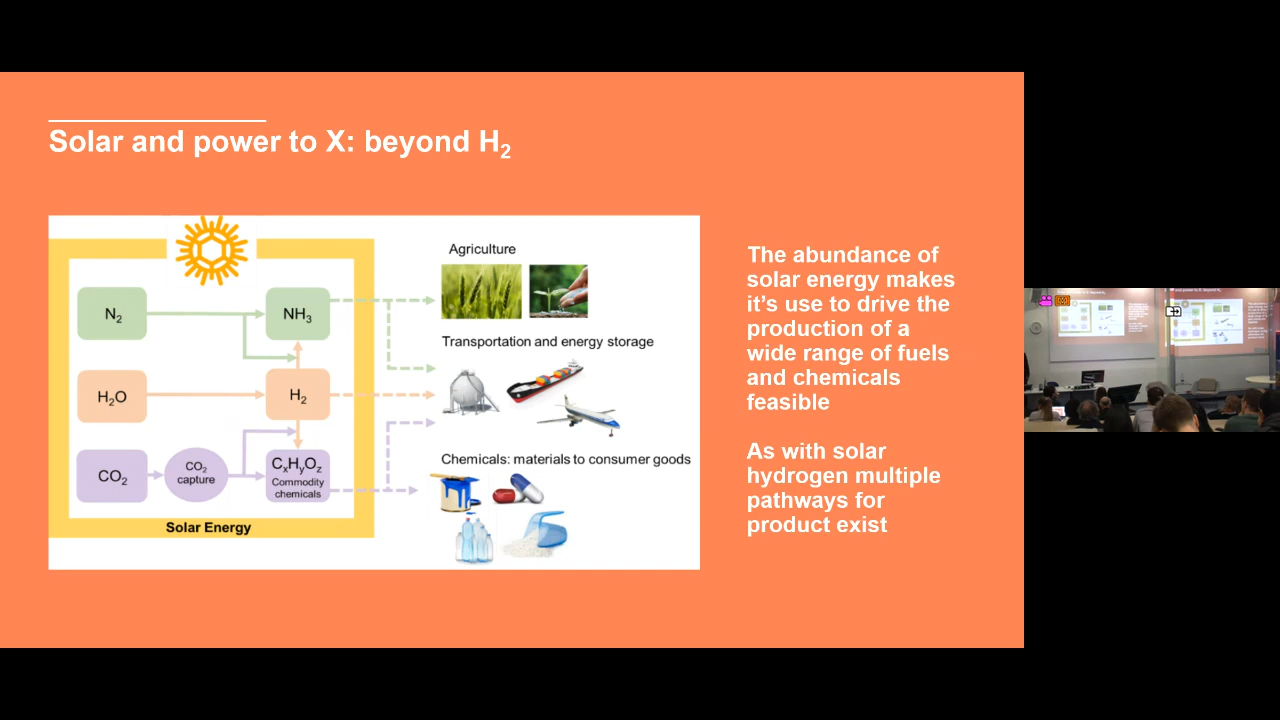 Solar and power to X: beyond H₂
Agriculture
N₂
NH₃
Transportation and energy storage
H₂O
H₂
CO₂
CO₂
capture
CₓHᵧO_z
Commodity
chemicals
Chemicals: materials to consumer goods
Solar Energy
The abundance of
solar energy makes
it’s use to drive the
production of a
wide range of fuels
and chemicals
feasible
As with solar
hydrogen multiple
pathways for
product exist